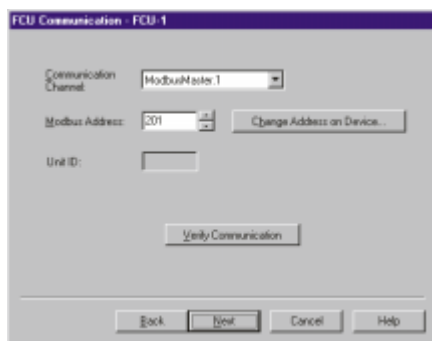 FCU Communication - FCU-1
Communication
Channel:
ModbusMaster.1
Modbus Address:
201
Change Address on Device...
Unit ID:
Verify Communication
Back
Next
Cancel
Help